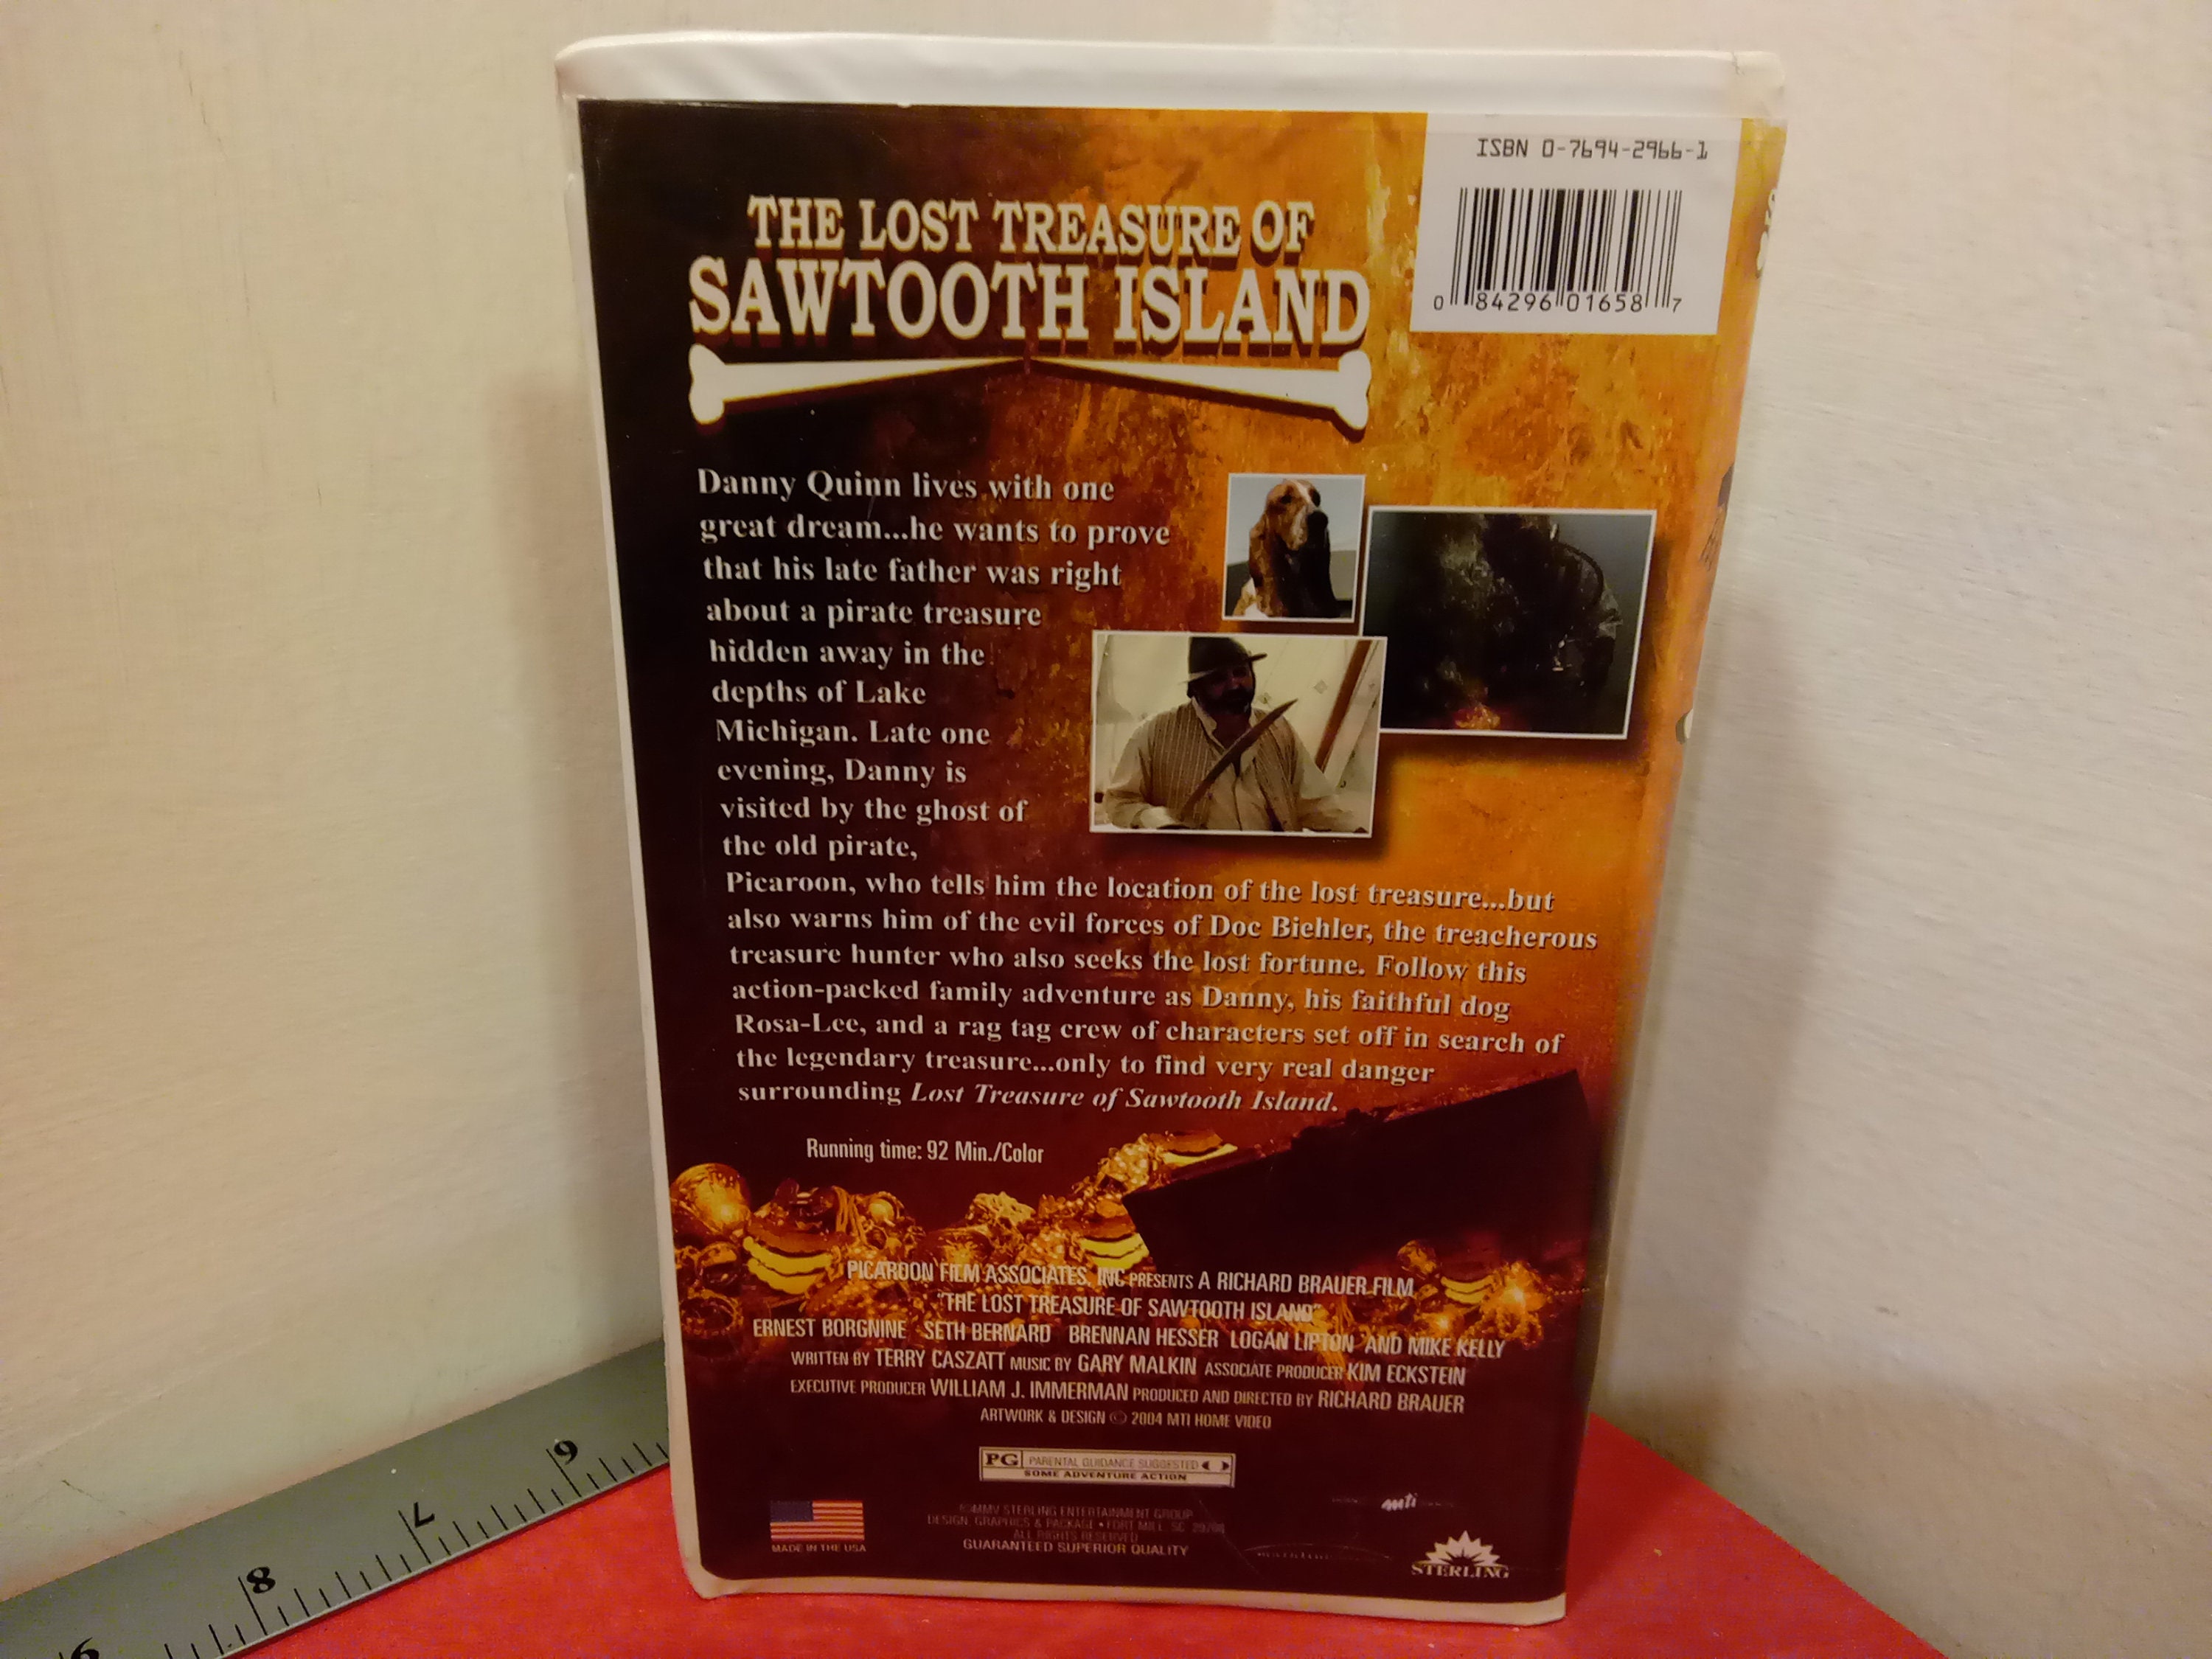 ISBN 0-7694-2966-1
0 84296 01658 7
THE LOST TREASURE OF
SAWTOOTH ISLAND
Danny Quinn lives with one
great dream...he wants to prove
that his late father was right
about a pirate treasure
hidden away in the
depths of Lake
Michigan. Late one
evening, Danny is
visited by the ghost of
the old pirate,
Picaroon, who tells him the location of the lost treasure...but
also warns him of the evil forces of Doc Biehler, the treacherous
treasure hunter who also seeks the lost fortune. Follow this
action-packed family adventure as Danny, his faithful dog
Rosa-Lee, and a rag tag crew of characters set off in search of
the legendary treasure...only to find very real danger
surrounding Lost Treasure of Sawtooth Island.
Running time: 92 Min./Color
PICAROON FILM ASSOCIATES, INC PRESENTS A RICHARD BRAUER FILM
"THE LOST TREASURE OF SAWTOOTH ISLAND"
ERNEST BORGNINE SETH BERNARD BRENNAN HESSER LOGAN LIPTON AND MIKE KELLY
WRITTEN BY TERRY CASZATT MUSIC BY GARY MALKIN ASSOCIATE PRODUCER KIM ECKSTEIN
EXECUTIVE PRODUCER WILLIAM J. IMMERMAN PRODUCED AND DIRECTED BY RICHARD BRAUER
ARTWORK & DESIGN © 2004 MTI HOME VIDEO
PG PARENTAL GUIDANCE SUGGESTED
SOME ADVENTURE ACTION
MADE IN THE USA
STERLING ENTERTAINMENT GROUP
DESIGN, GRAPHICS & PACKAGE • FORT MILL, SC
ALL RIGHTS RESERVED
GUARANTEED SUPERIOR QUALITY
mti
STERLING
6
7
8
9